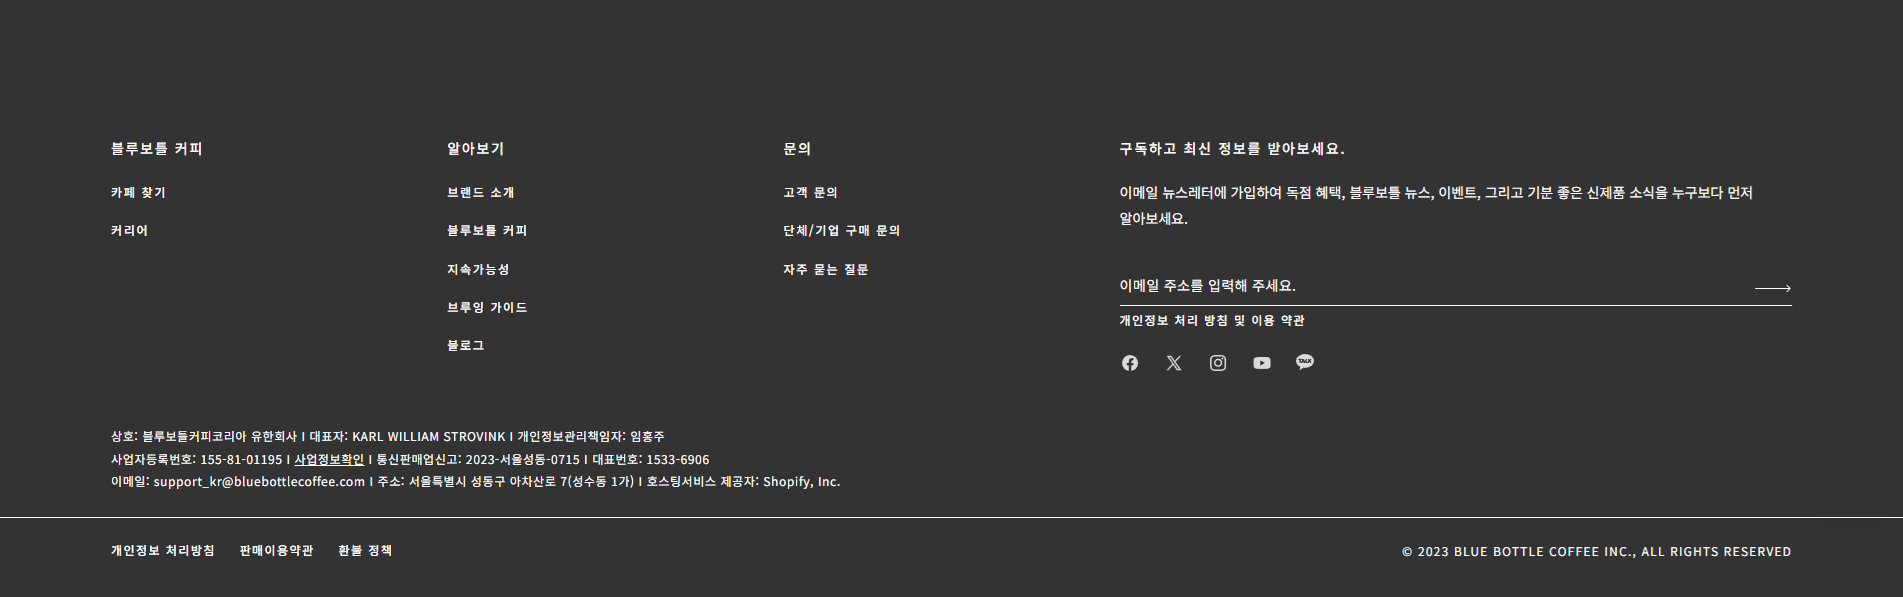 블루보틀 커피
카페 찾기
커리어
알아보기
브랜드 소개
블루보틀 커피
지속가능성
브루잉 가이드
블로그
문의
고객 문의
단체/기업 구매 문의
자주 묻는 질문
구독하고 최신 정보를 받아보세요.
이메일 뉴스레터에 가입하여 독점 혜택, 블루보틀 뉴스, 이벤트, 그리고 기분 좋은 신제품 소식을 누구보다 먼저
알아보세요.
이메일 주소를 입력해 주세요.
개인정보 처리 방침 및 이용 약관
TALK
상호: 블루보틀커피코리아 유한회사 I 대표자: KARL WILLIAM STROVINK I 개인정보관리책임자: 임홍주
사업자등록번호: 155-81-01195 I 사업정보확인 I 통신판매업신고: 2023-서울성동-0715 I 대표번호: 1533-6906
이메일: support_kr@bluebottlecoffee.com I 주소: 서울특별시 성동구 아차산로 7(성수동 1가) I 호스팅서비스 제공자: Shopify, Inc.
개인정보 처리방침 판매이용약관 환불 정책
© 2023 BLUE BOTTLE COFFEE INC., ALL RIGHTS RESERVED